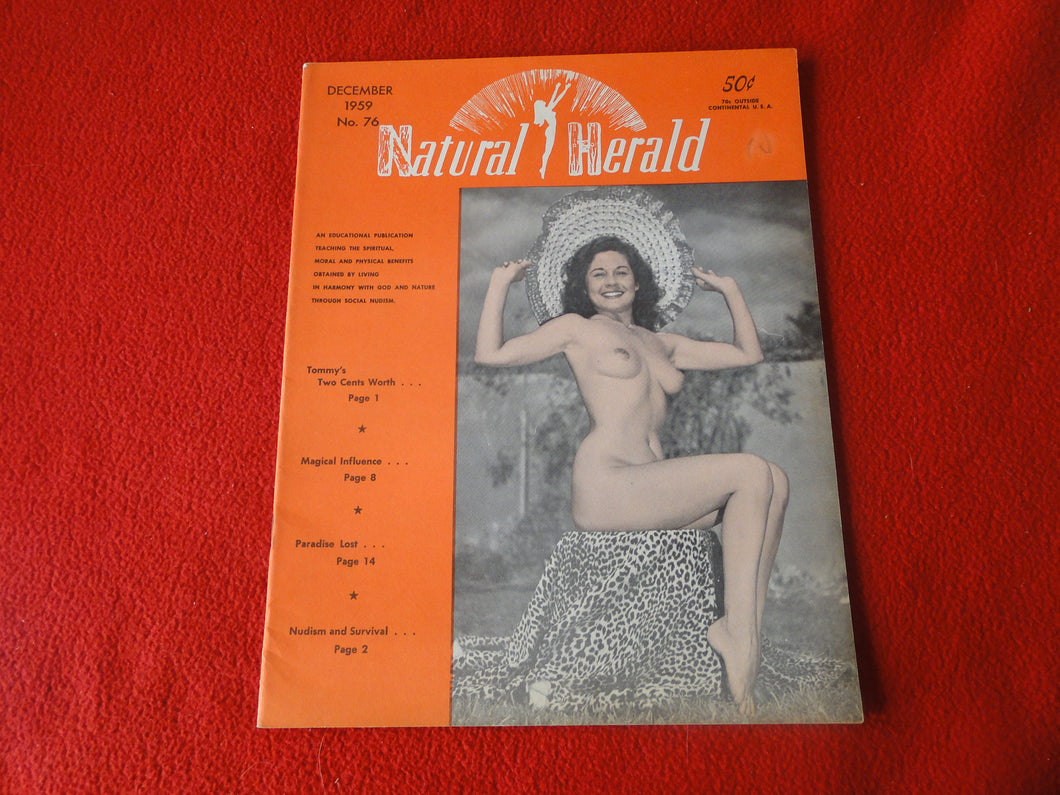 DECEMBER
1959
No. 76
50¢
70c OUTSIDE
CONTINENTAL U. S. A.
Natural Herald
AN EDUCATIONAL PUBLICATION
TEACHING THE SPIRITUAL,
MORAL AND PHYSICAL BENEFITS
OBTAINED BY LIVING
IN HARMONY WITH GOD AND NATURE
THROUGH SOCIAL NUDISM.
Tommy's
Two Cents Worth . . .
Page 1
Magical Influence . . .
Page 8
Paradise Lost . . .
Page 14
Nudism and Survival . . .
Page 2